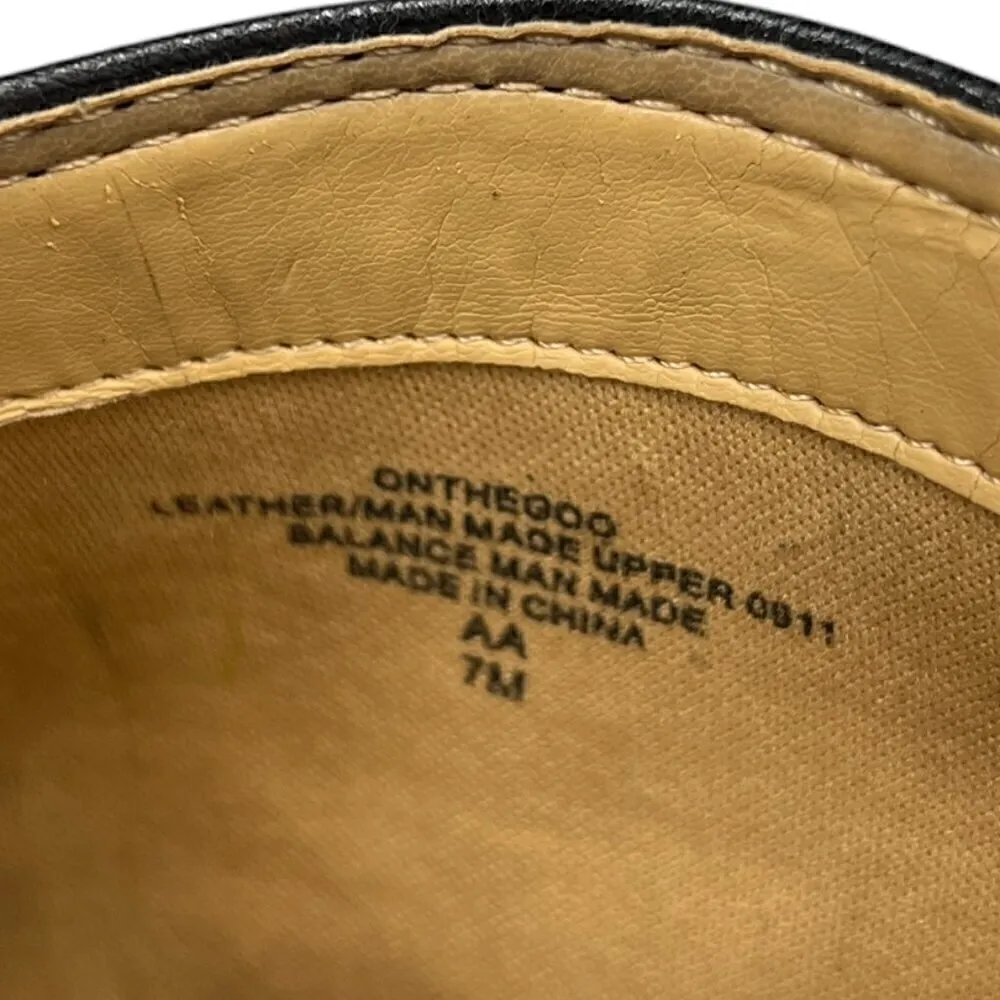 ONTHEGOO
LEATHER/MAN MADE UPPER 0911
BALANCE MAN MADE
MADE IN CHINA
AA
7M